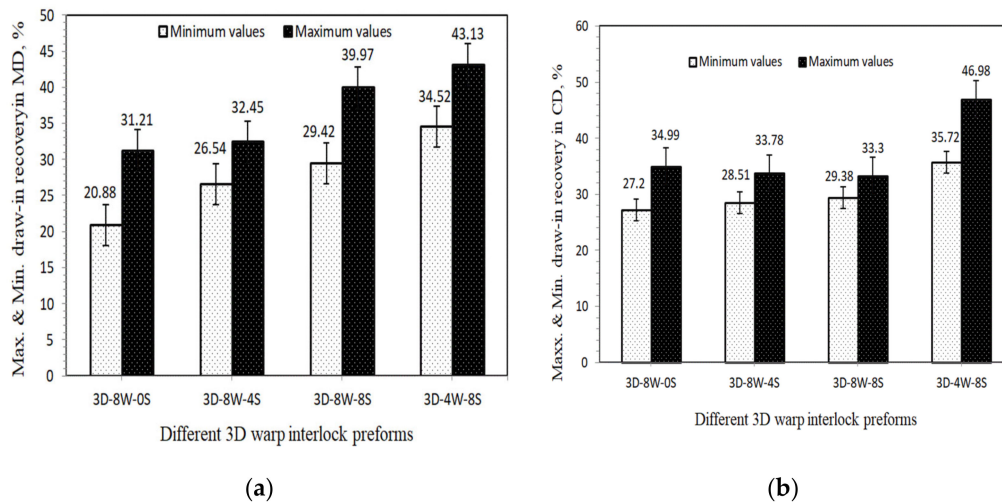 Max. & Min. draw-in recoveryin MD, %
50
45
40
35
30
25
20
15
10
5
0
Minimum values
Maximum values
20.88
31.21
26.54
32.45
29.42
39.97
34.52
43.13
3D-8W-0S
3D-8W-4S
3D-8W-8S
3D-4W-8S
Different 3D warp interlock preforms
(a)
Maxx. & Min. draw-in recovery in CD, %
60
50
40
30
20
10
0
Minimum values
Maximum values
27.2
34.99
28.51
33.78
29.38
33.3
35.72
46.98
3D-8W-0S
3D-8W-4S
3D-8W-8S
3D-4W-8S
Different 3D warp interlock preforms
(b)